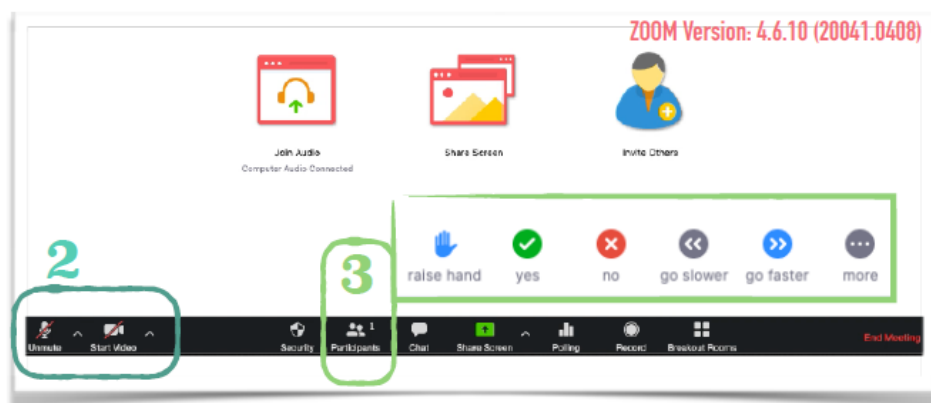 ZOOM Version: 4.6.10 (20041.0408)
Join Audio
Computer Audio Connected
Share Screen
Invite Others
raise hand
yes
no
go slower
go faster
more
2
3
Unmute
Start Video
Security
1
Participants
Chat
Share Screen
Polling
Record
Breakout Rooms
End Meeting